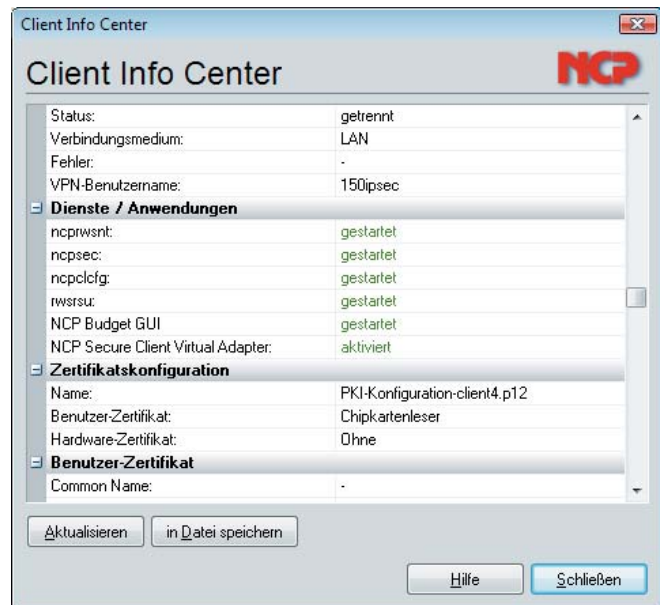 Client Info Center
Client Info Center
NCP
Status: getrennt
Verbindungsmedium: LAN
Fehler: -
VPN-Benutzername: 150ipsec
Dienste / Anwendungen
ncprwsnt: gestartet
ncpsec: gestartet
ncpclcfg: gestartet
rwsrsu: gestartet
NCP Budget GUI gestartet
NCP Secure Client Virtual Adapter: aktiviert
Zertifikatskonfiguration
Name: PKI-Konfiguration-client4.p12
Benutzer-Zertifikat: Chipkartenleser
Hardware-Zertifikat: Ohne
Benutzer-Zertifikat
Common Name: -
Aktualisieren in Datei speichern
Hilfe Schließen